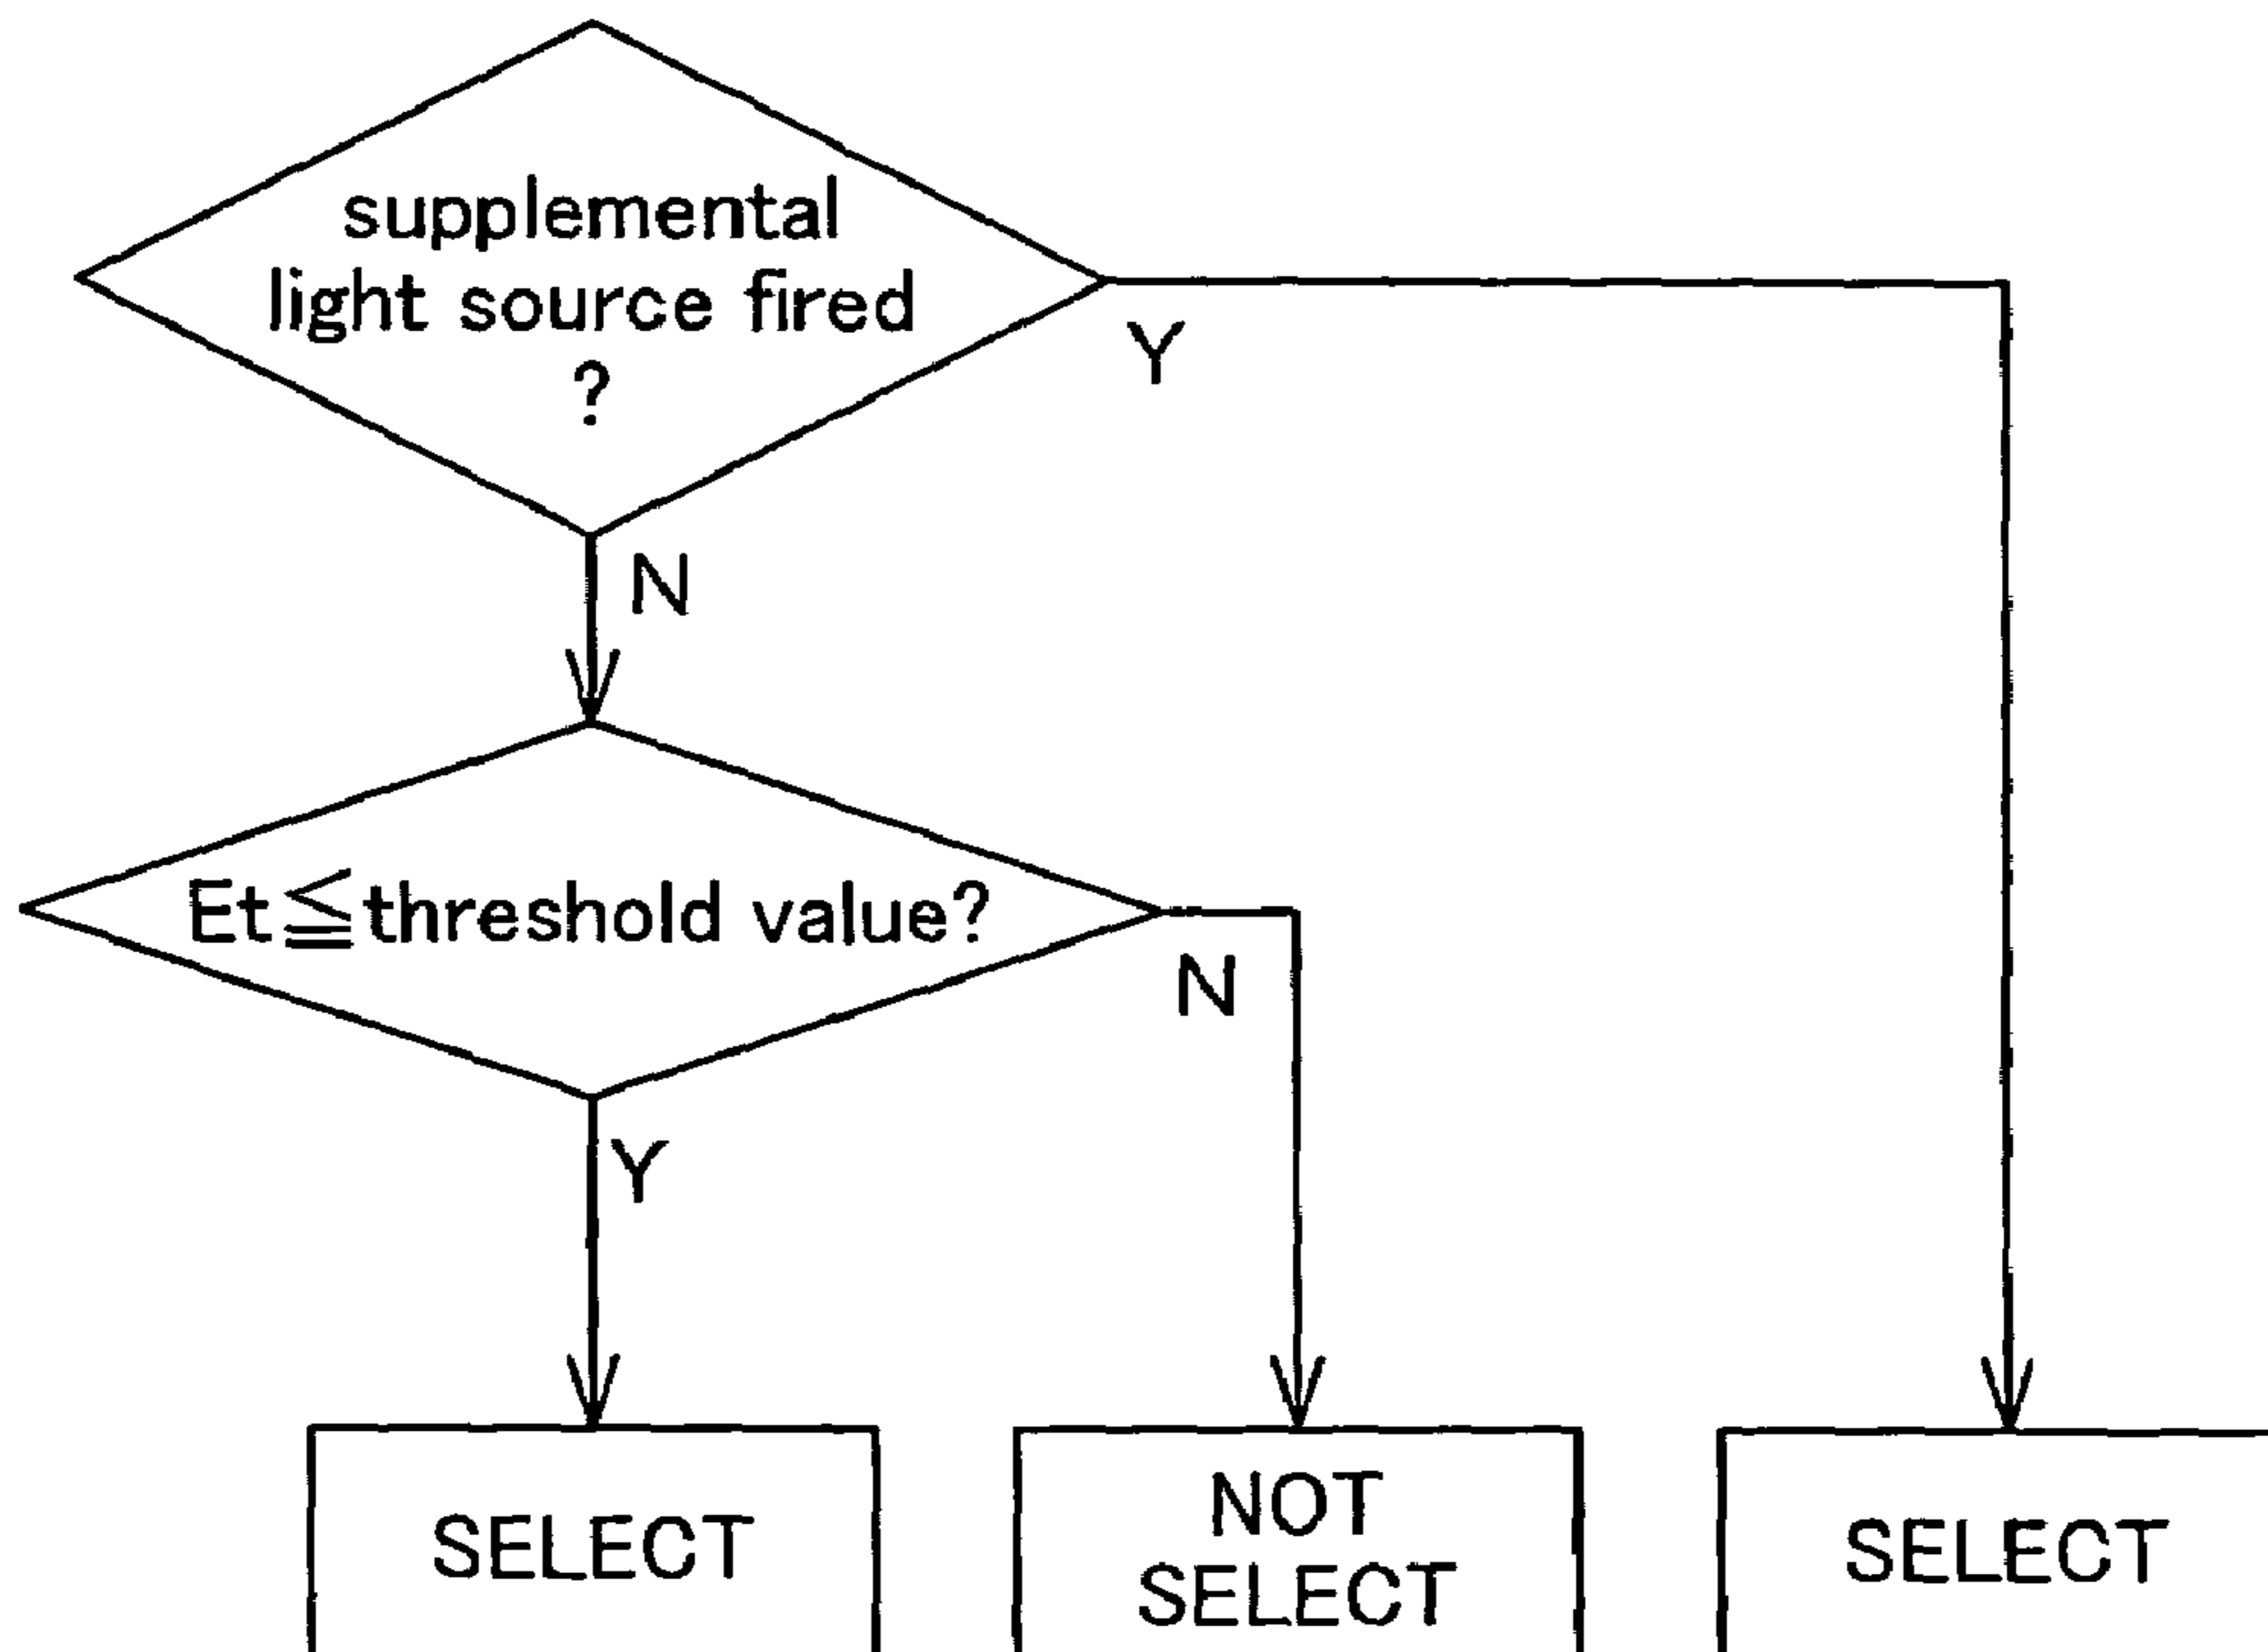 supplemental
light source fired
?
Y
N
Et≦threshold value?
N
Y
SELECT
NOT
SELECT
SELECT